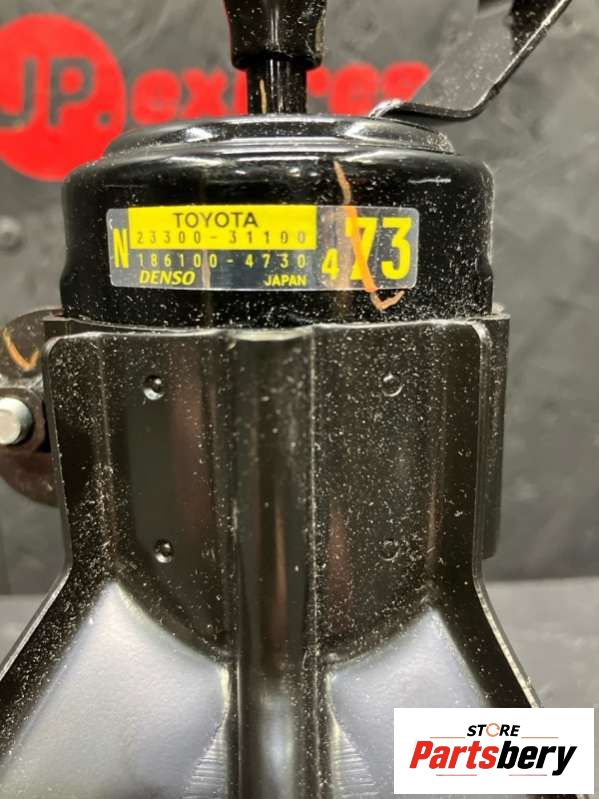 JP.express
TOYOTA
23300-31100
N
186100-4730
DENSO JAPAN
473
STORE
Partsbery